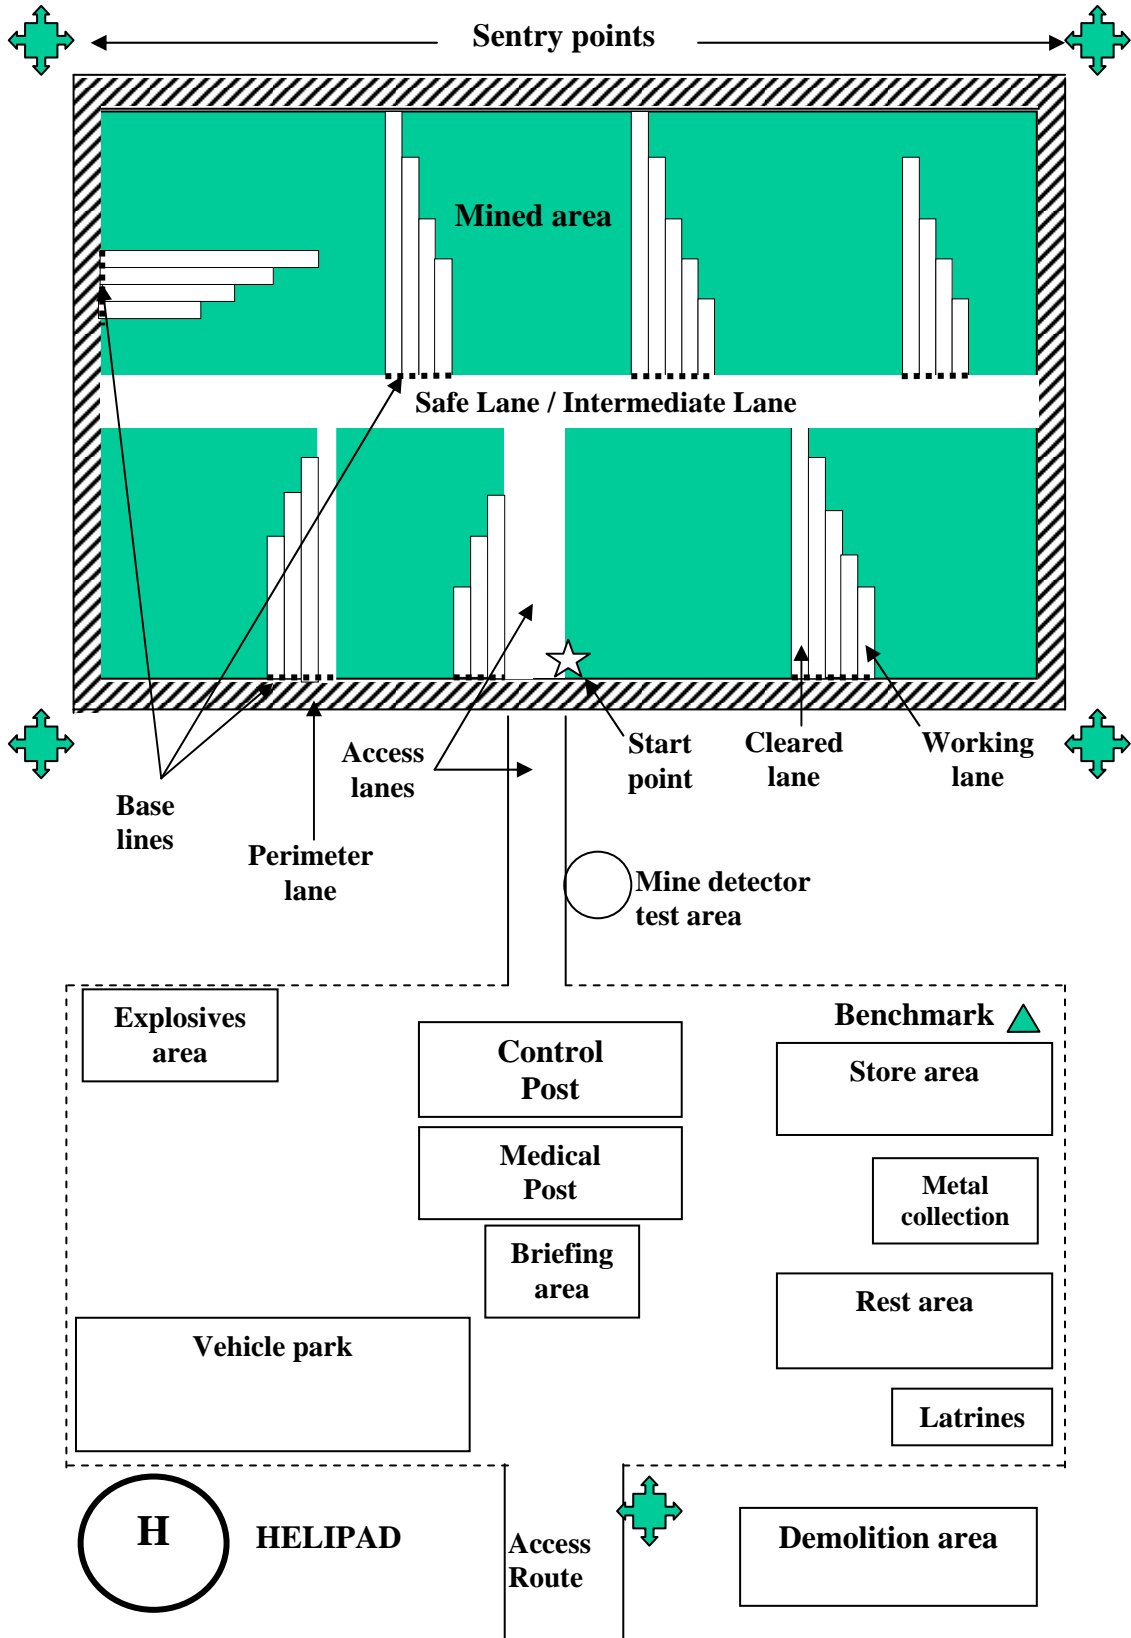 Sentry points
Mined area
Safe Lane / Intermediate Lane
Access
lanes
Start
point
Cleared
lane
Working
lane
Base
lines
Perimeter
lane
Mine detector
test area
Explosives
area
Benchmark
Control
Post
Store area
Medical
Post
Metal
collection
Briefing
area
Rest area
Vehicle park
Latrines
H
HELIPAD
Access
Route
Demolition area